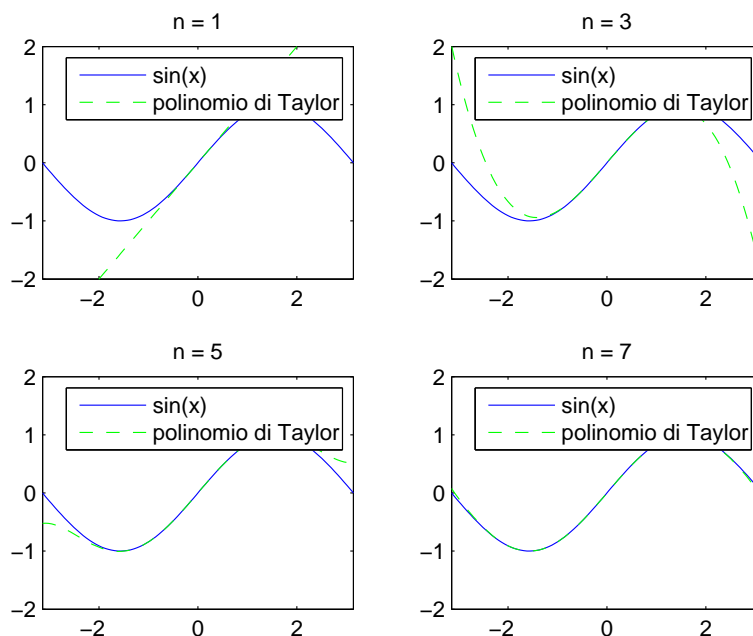 n = 1
2
1
0
−1
−2
−2
0
2
sin(x)
polinomio di Taylor
n = 3
2
1
0
−1
−2
−2
0
2
sin(x)
polinomio di Taylor
n = 5
2
1
0
−1
−2
−2
0
2
sin(x)
polinomio di Taylor
n = 7
2
1
0
−1
−2
−2
0
2
sin(x)
polinomio di Taylor